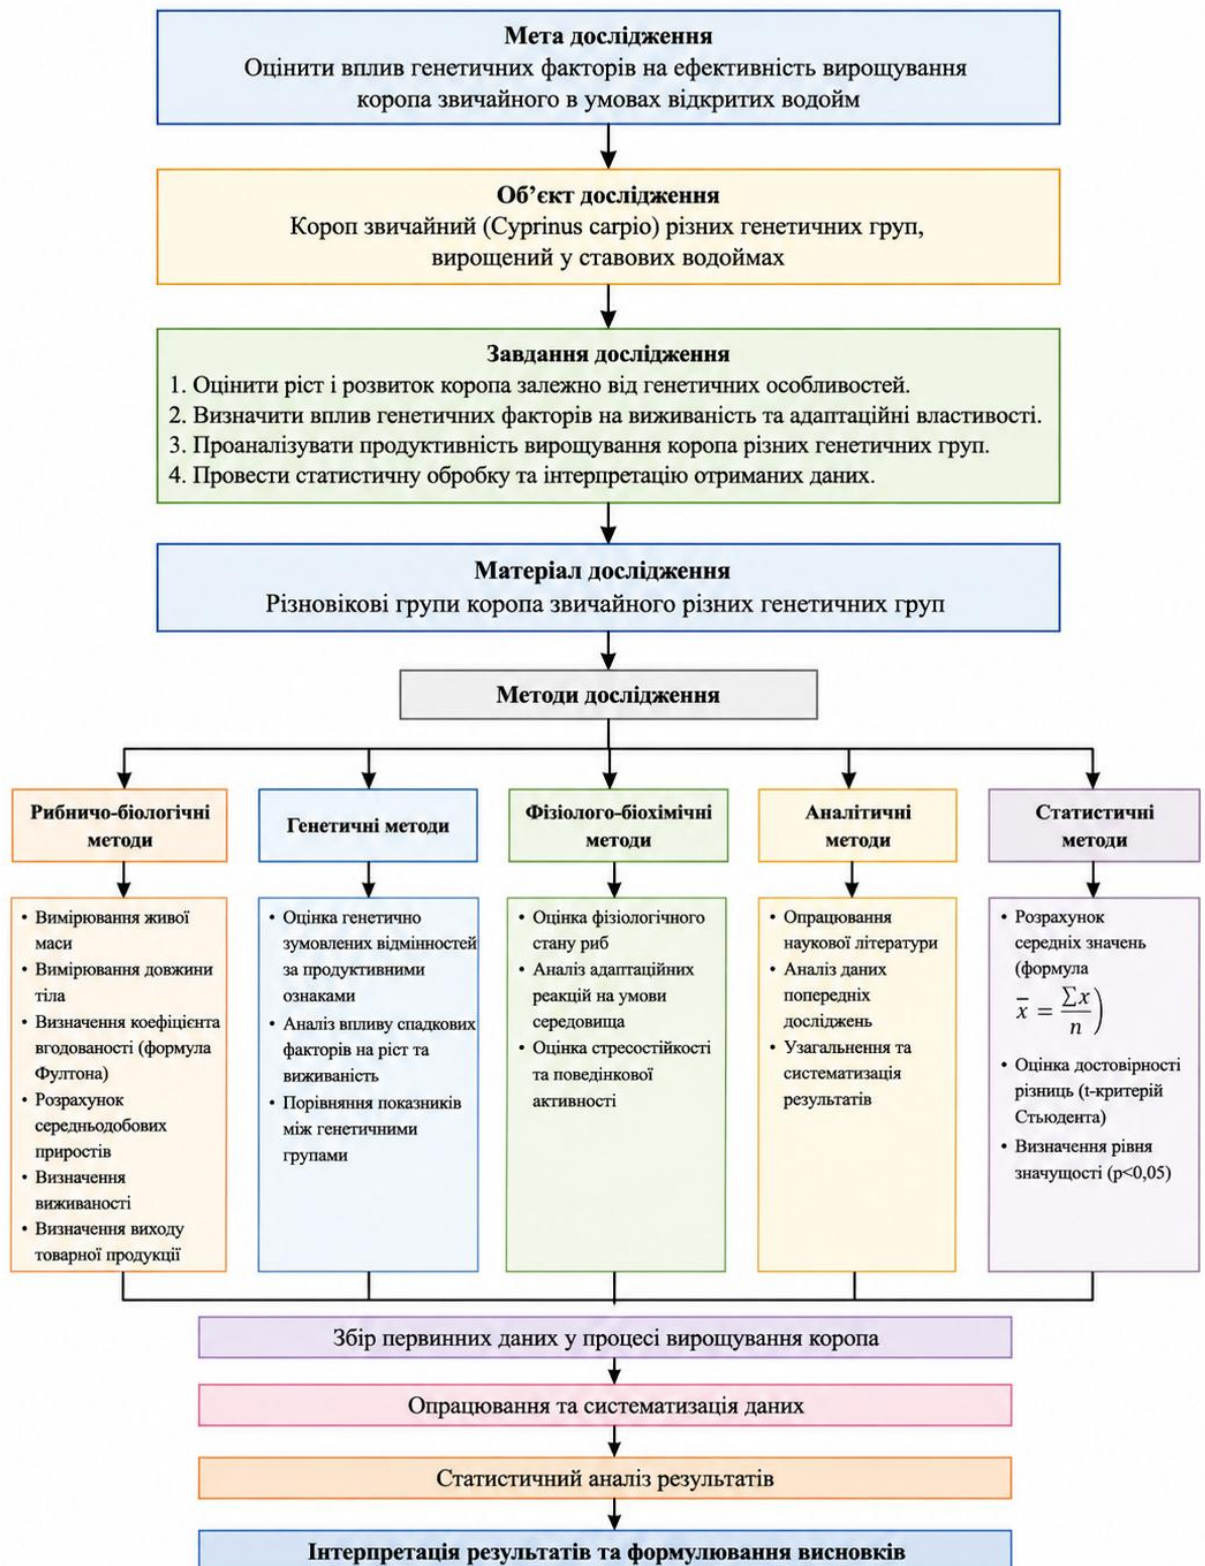 Мета дослідження
Оцінити вплив генетичних факторів на ефективність вирощування
коропа звичайного в умовах відкритих водойм
Об’єкт дослідження
Короп звичайний (Cyprinus carpio) різних генетичних груп,
вирощений у ставових водоймах
Завдання дослідження
1. Оцінити ріст і розвиток коропа залежно від генетичних особливостей.
2. Визначити вплив генетичних факторів на виживаність та адаптаційні властивості.
3. Проаналізувати продуктивність вирощування коропа різних генетичних груп.
4. Провести статистичну обробку та інтерпретацію отриманих даних.
Матеріал дослідження
Різновікові групи коропа звичайного різних генетичних груп
Методи дослідження
Рибничо-біологічні
методи
• Вимірювання живої
маси
• Вимірювання довжини
тіла
• Визначення коефіцієнта
вгодованості (формула
Фултона)
• Розрахунок
середньодобових
приростів
• Визначення
виживаності
• Визначення виходу
товарної продукції
Генетичні методи
• Оцінка генетично
зумовлених відмінностей
за продуктивними
ознаками
• Аналіз впливу спадкових
факторів на ріст та
виживаність
• Порівняння показників
між генетичними
групами
Фізіолого-біохімічні
методи
• Оцінка фізіологічного
стану риб
• Аналіз адаптаційних
реакцій на умови
середовища
• Оцінка стресостійкості
та поведінкової
активності
Аналітичні
методи
• Опрацювання
наукової літератури
• Аналіз даних
попередніх
досліджень
• Узагальнення та
систематизація
результатів
Статистичні
методи
• Розрахунок
середніх значень
(формула
x̅ = ∑x/n)
• Оцінка достовірності
різниць (t-критерій
Стьюдента)
• Визначення рівня
значущості (p<0,05)
Збір первинних даних у процесі вирощування коропа
Опрацювання та систематизація даних
Статистичний аналіз результатів
Інтерпретація результатів та формулювання висновків